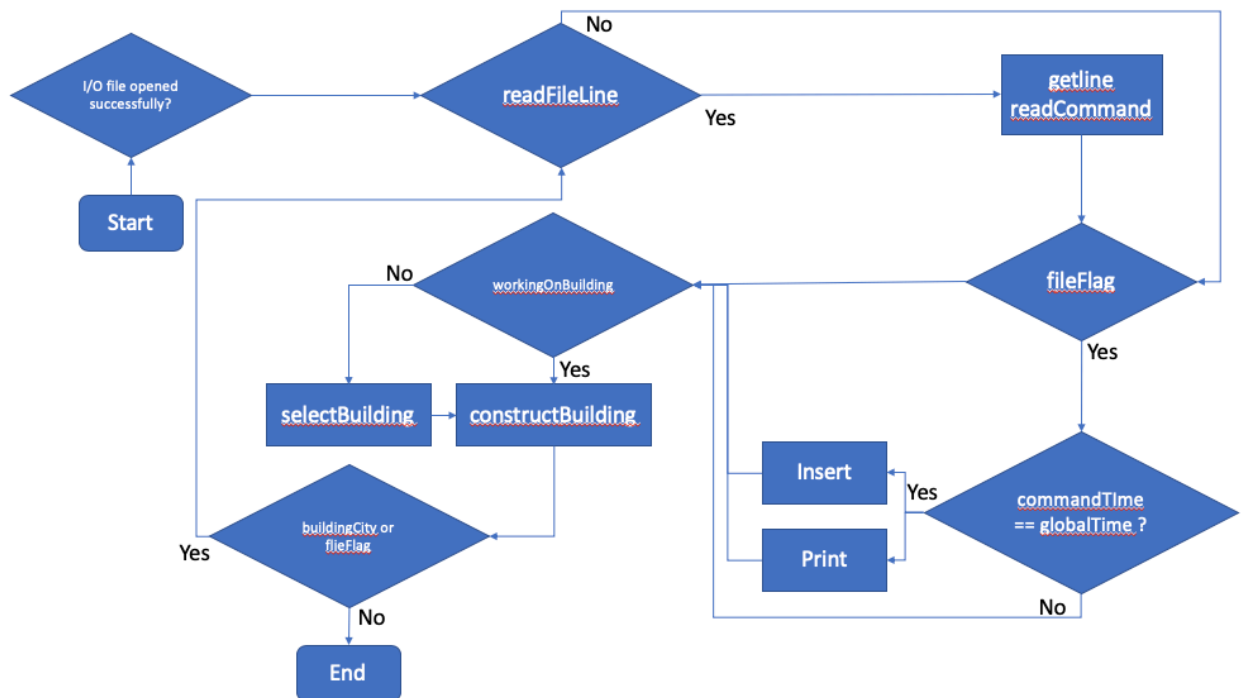 No
I/O file opened
successfully?
readFileLine
Yes
getline
readCommand
Start
No
workingOnBuilding
fileFlag
Yes
Yes
selectBuilding
constructBuilding
Insert
Yes
commandTIme
== globalTime ?
buildingCity or
flieFlag
Yes
Print
No
No
End